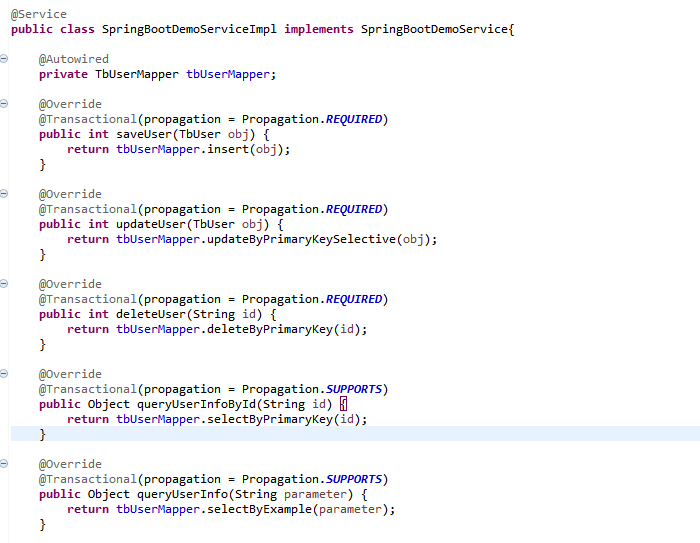 @Service
public class SpringBootDemoServiceImpl implements SpringBootDemoService{
@Autowired
private TbUserMapper tbUserMapper;
@Override
@Transactional(propagation = Propagation.REQUIRED)
public int saveUser(TbUser obj) {
return tbUserMapper.insert(obj);
}
@Override
@Transactional(propagation = Propagation.REQUIRED)
public int updateUser(TbUser obj) {
return tbUserMapper.updateByPrimaryKeySelective(obj);
}
@Override
@Transactional(propagation = Propagation.REQUIRED)
public int deleteUser(String id) {
return tbUserMapper.deleteByPrimaryKey(id);
}
@Override
@Transactional(propagation = Propagation.SUPPORTS)
public Object queryUserInfoById(String id) {
return tbUserMapper.selectByPrimaryKey(id);
}
@Override
@Transactional(propagation = Propagation.SUPPORTS)
public Object queryUserInfo(String parameter) {
return tbUserMapper.selectByExample(parameter);
}